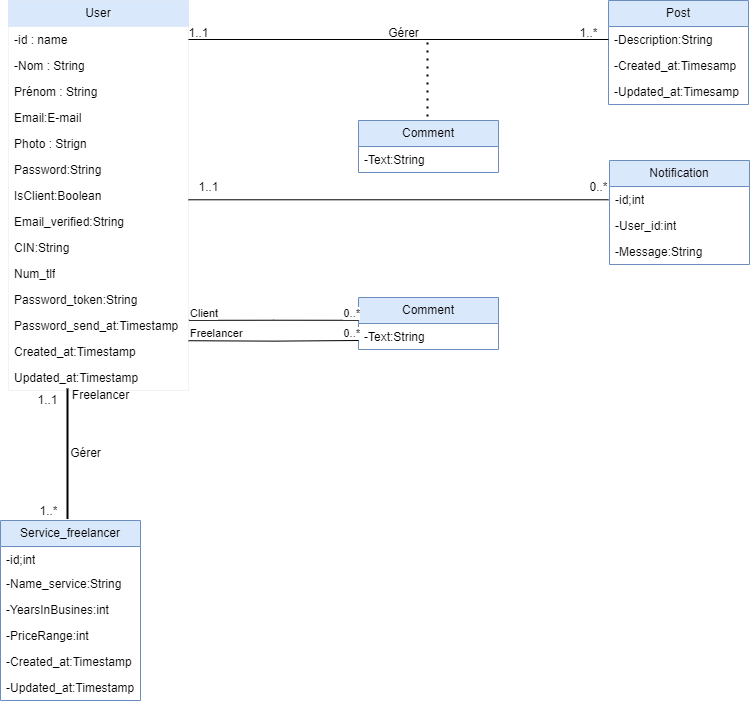 User
-id : name
-Nom : String
Prénom : String
Email:E-mail
Photo : Strign
Password:String
IsClient:Boolean
Email_verified:String
CIN:String
Num_tlf
Password_token:String
Password_send_at:Timestamp
Created_at:Timestamp
Updated_at:Timestamp
1..1
Gérer
1..*
Post
-Description:String
-Created_at:Timesamp
-Updated_at:Timesamp
Comment
-Text:String
1..1
0..*
Notification
-id;int
-User_id:int
-Message:String
Client
0..*
Freelancer
0..*
Comment
-Text:String
1..1
Freelancer
Gérer
1..*
Service_freelancer
-id;int
-Name_service:String
-YearsInBusines:int
-PriceRange:int
-Created_at:Timestamp
-Updated_at:Timestamp